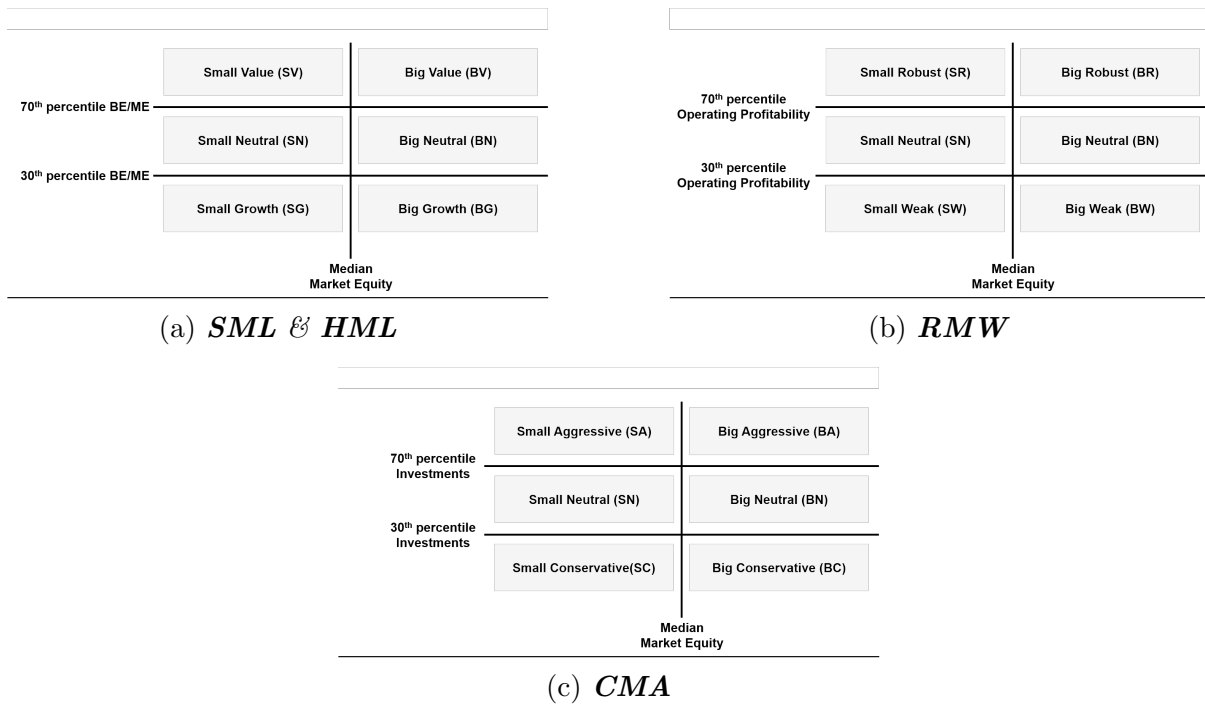 Small Value (SV)
Big Value (BV)
70th percentile BE/ME
Small Neutral (SN)
Big Neutral (BN)
30th percentile BE/ME
Small Growth (SG)
Big Growth (BG)
Median
Market Equity
(a) SML & HML
Small Robust (SR)
Big Robust (BR)
70th percentile
Operating Profitability
Small Neutral (SN)
Big Neutral (BN)
30th percentile
Operating Profitability
Small Weak (SW)
Big Weak (BW)
Median
Market Equity
(b) RMW
Small Aggressive (SA)
Big Aggressive (BA)
70th percentile
Investments
Small Neutral (SN)
Big Neutral (BN)
30th percentile
Investments
Small Conservative(SC)
Big Conservative (BC)
Median
Market Equity
(c) CMA